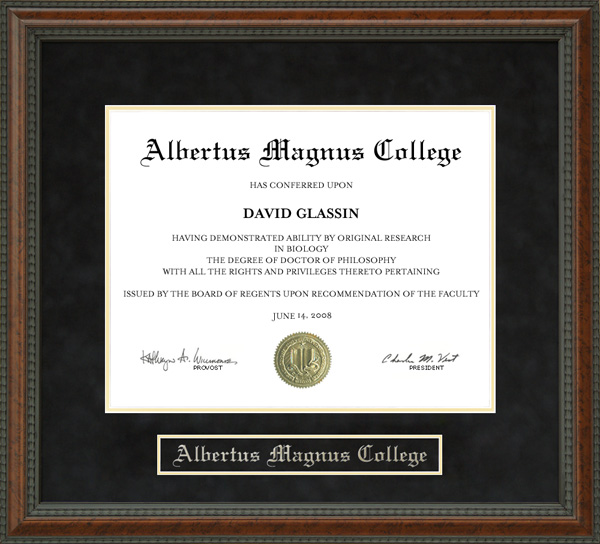 Albertus Magnus College
HAS CONFERRED UPON
DAVID GLASSIN
HAVING DEMONSTRATED ABILITY BY ORIGINAL RESEARCH
IN BIOLOGY
THE DEGREE OF DOCTOR OF PHILOSOPHY
WITH ALL THE RIGHTS AND PRIVILEGES THERETO PERTAINING
ISSUED BY THE BOARD OF REGENTS UPON RECOMMENDATION OF THE FACULTY
JUNE 14, 2008
PROVOST
Charles M. Vest
PRESIDENT
Albertus Magnus College